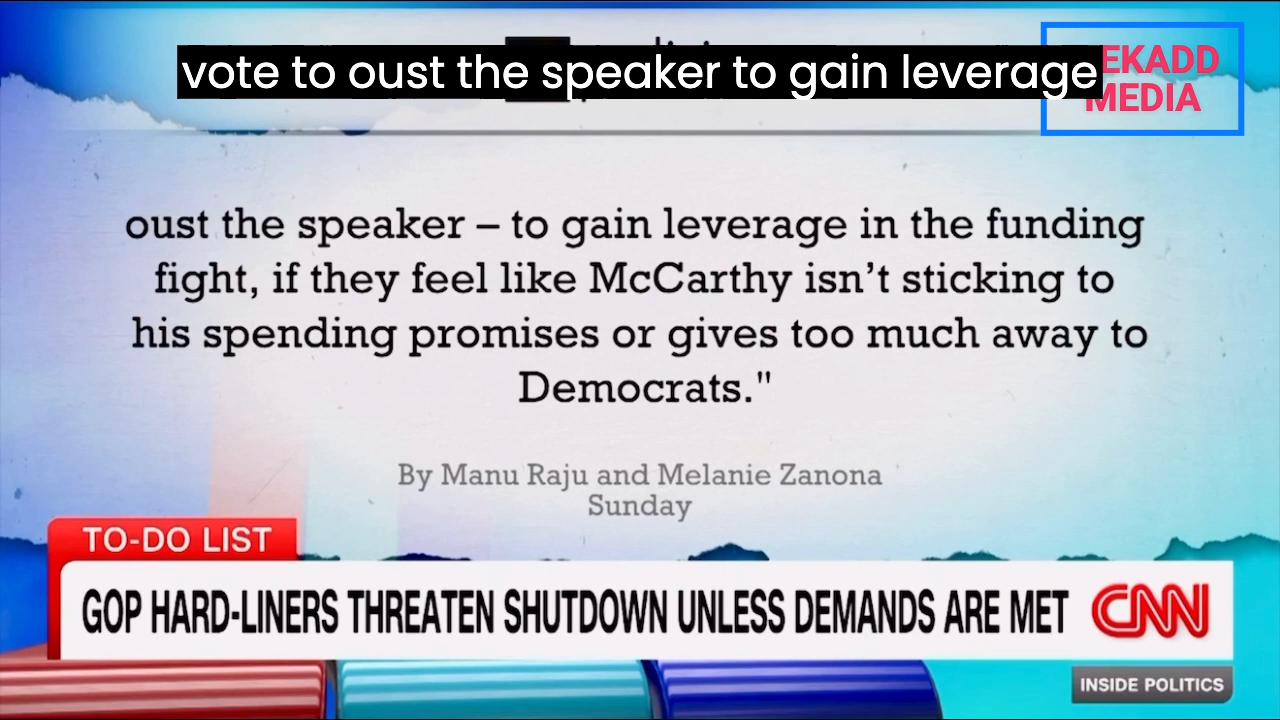 vote to oust the speaker to gain leverage
EKADD
MEDIA
oust the speaker – to gain leverage in the funding
fight, if they feel like McCarthy isn’t sticking to
his spending promises or gives too much away to
Democrats."
By Manu Raju and Melanie Zanona
Sunday
TO-DO LIST
GOP HARD-LINERS THREATEN SHUTDOWN UNLESS DEMANDS ARE MET
CNN
INSIDE POLITICS